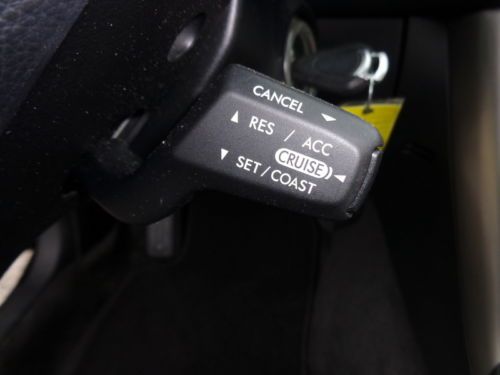 CANCEL
RES / ACC
CRUISE
SET / COAST